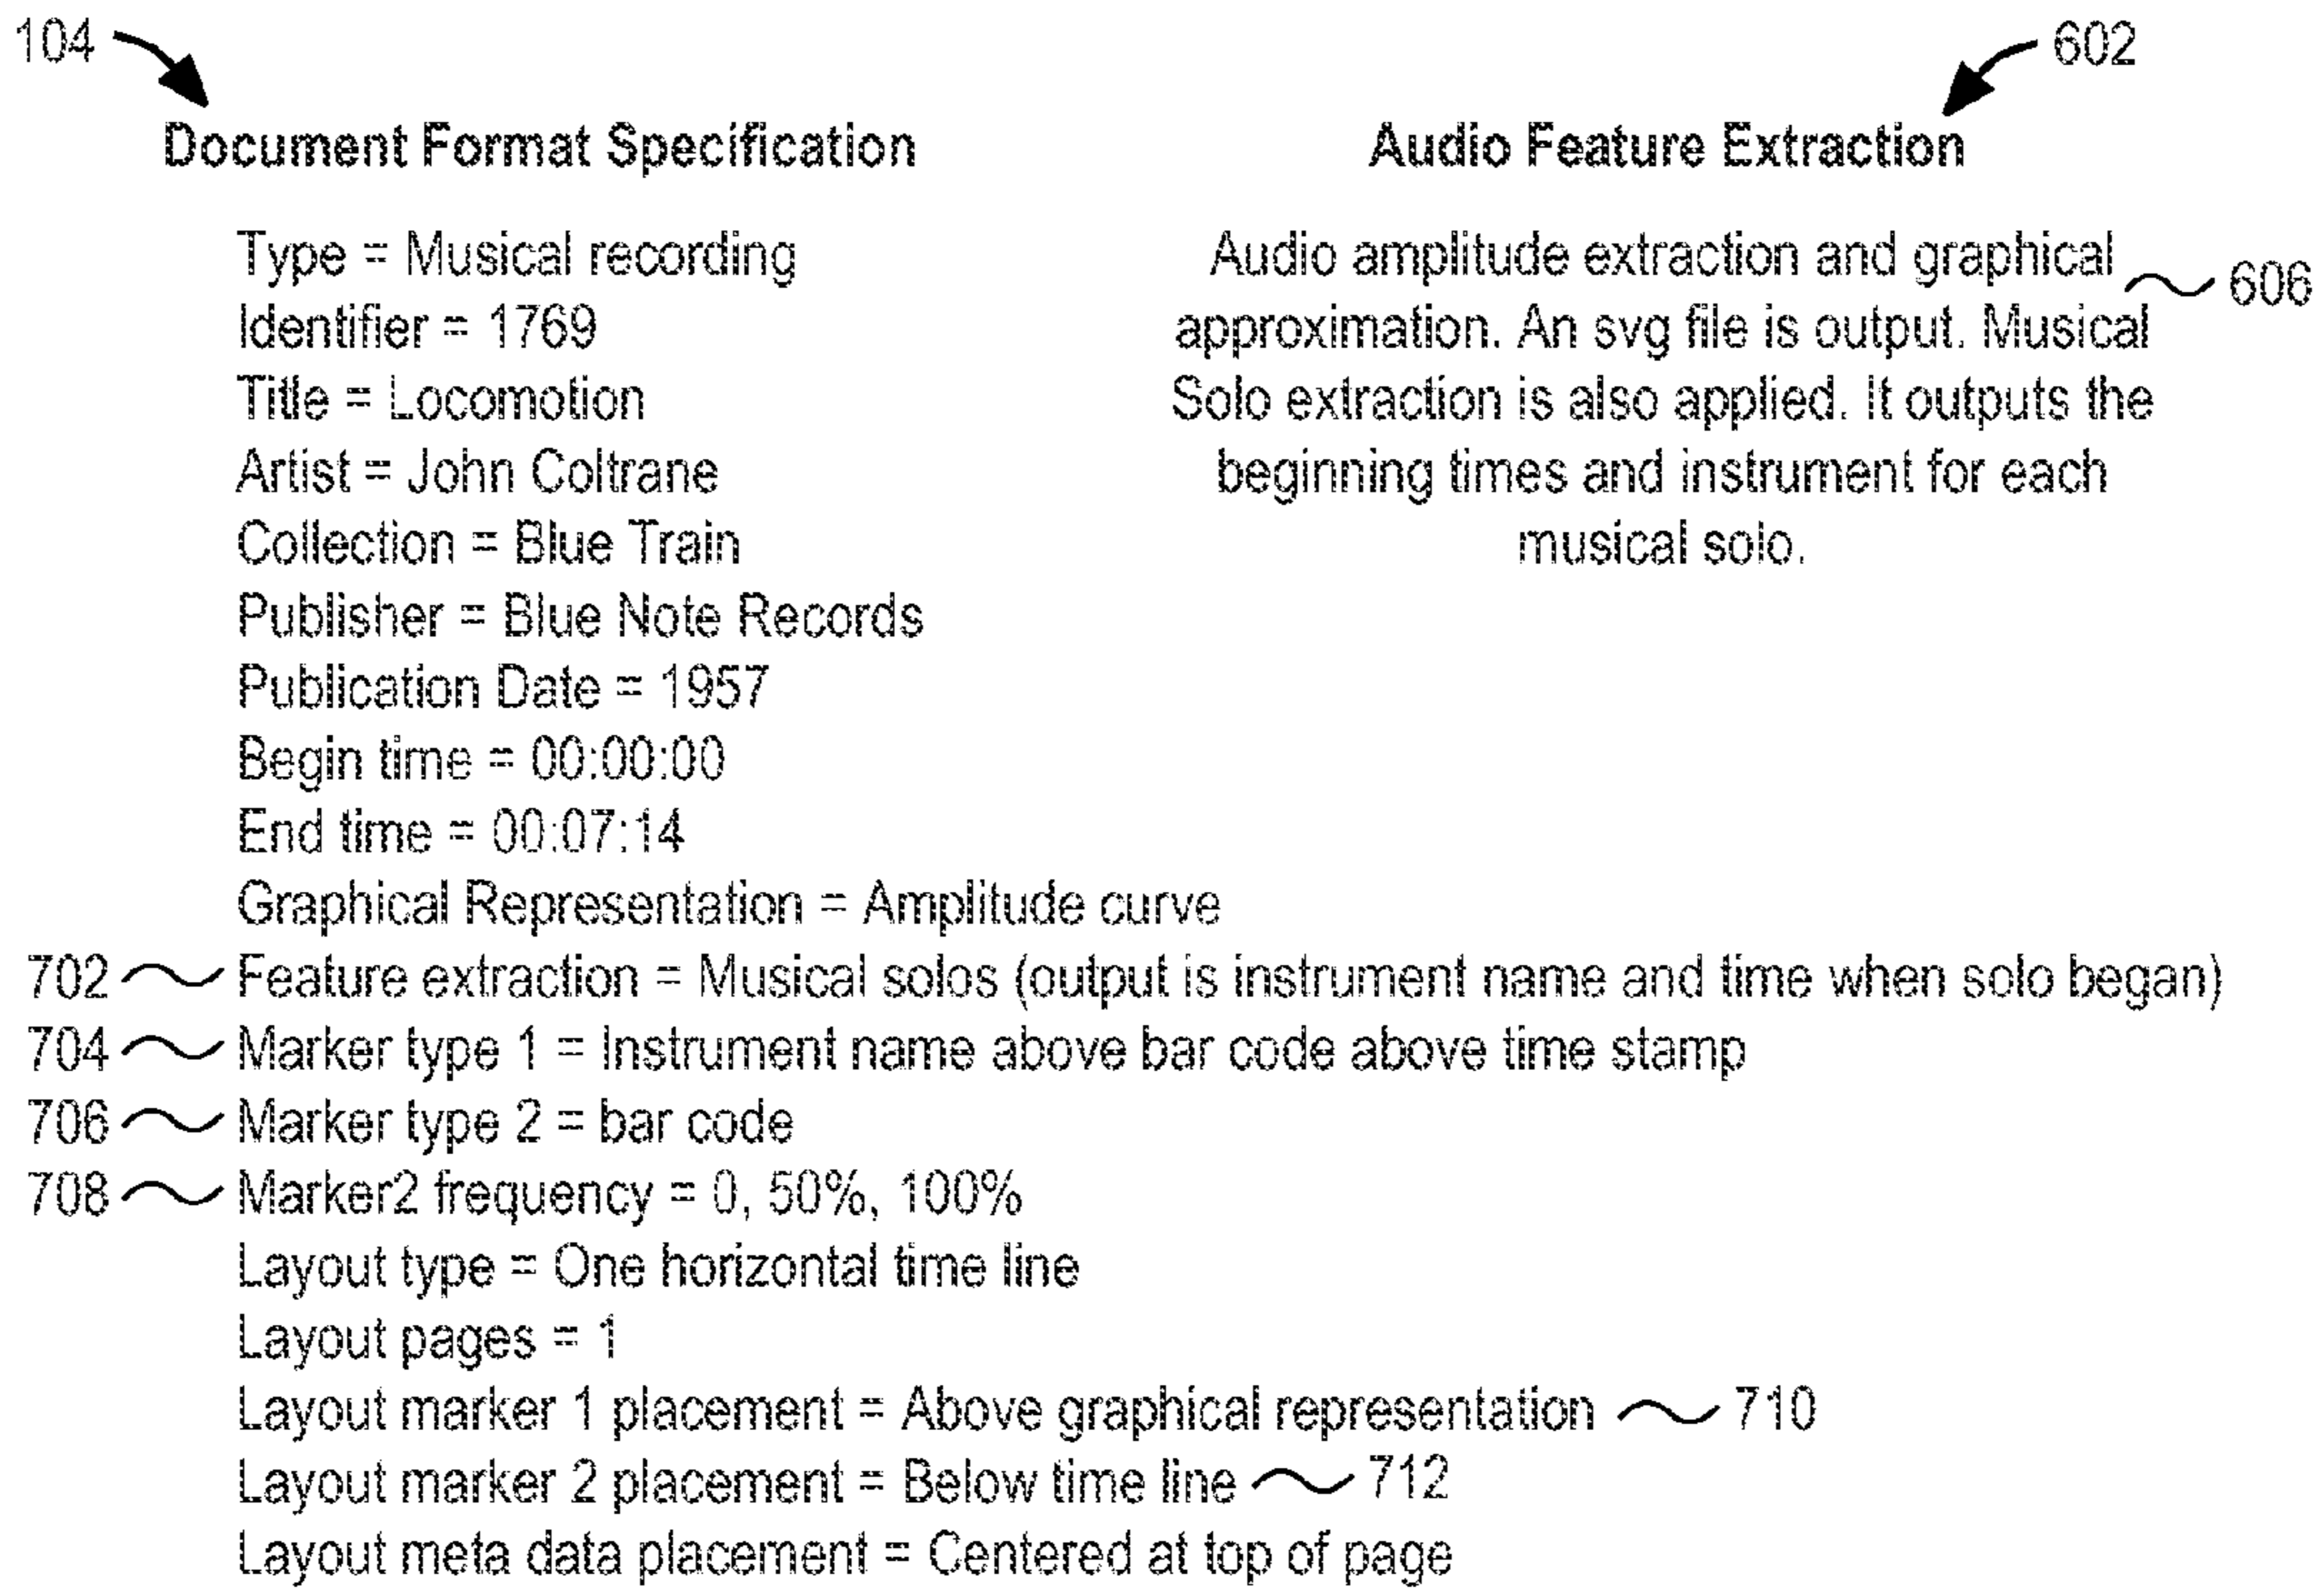 104
602
Document Format Specification
Audio Feature Extraction
Type = Musical recording
Identifier = 1769
Title = Locomotion
Artist = John Coltrane
Collection = Blue Train
Publisher = Blue Note Records
Publication Date = 1957
Begin time = 00:00:00
End time = 00:07:14
Graphical Representation = Amplitude curve
702 Feature extraction = Musical solos (output is instrument name and time when solo began)
704 Marker type 1 = Instrument name above bar code above time stamp
706 Marker type 2 = bar code
708 Marker2 frequency = 0, 50%, 100%
Layout type = One horizontal time line
Layout pages = 1
Layout marker 1 placement = Above graphical representation 710
Layout marker 2 placement = Below time line 712
Layout meta data placement = Centered at top of page
Audio amplitude extraction and graphical
606
approximation. An svg file is output. Musical
Solo extraction is also applied. It outputs the
beginning times and instrument for each
musical solo.